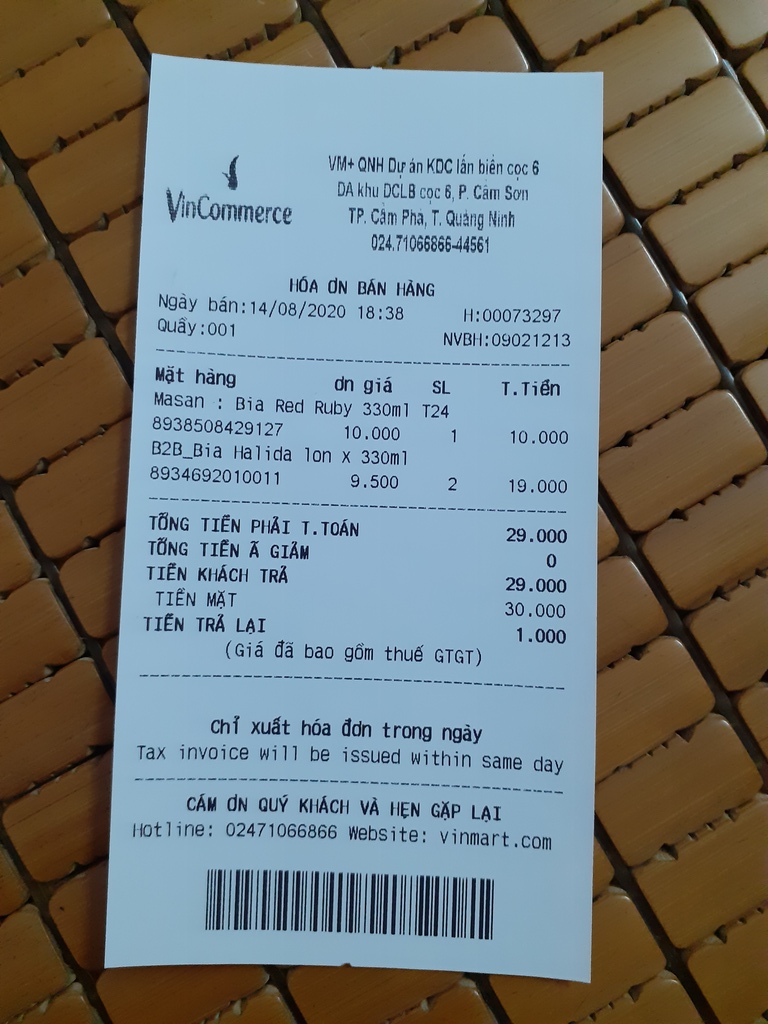 VinCommerce
VM+ QNH Dự án KDC lấn biển cọc 6
DA khu DCLB cọc 6, P. Cẩm Sơn
TP. Cẩm Phả, T. Quảng Ninh
024.71066866-44561
HÓA ƠN BÁN HÀNG
Ngày bán:14/08/2020 18:38 H:00073297
Quầy:001 NVBH:09021213
Mặt hàng ơn giá SL T.Tiền
Masan : Bia Red Ruby 330ml T24
8938508429127 10.000 1 10.000
B2B_Bia Halida lon x 330ml
8934692010011 9.500 2 19.000
TỔNG TIỀN PHẢI T.TOÁN 29.000
TỔNG TIỀN Ã GIẢM 0
TIỀN KHÁCH TRẢ 29.000
TIỀN MẶT 30.000
TIỀN TRẢ LẠI 1.000
(Giá đã bao gồm thuế GTGT)
Chỉ xuất hóa đơn trong ngày
Tax invoice will be issued within same day
CÁM ƠN QUÝ KHÁCH VÀ HẸN GẶP LẠI
Hotline: 02471066866 Website: vinmart.com